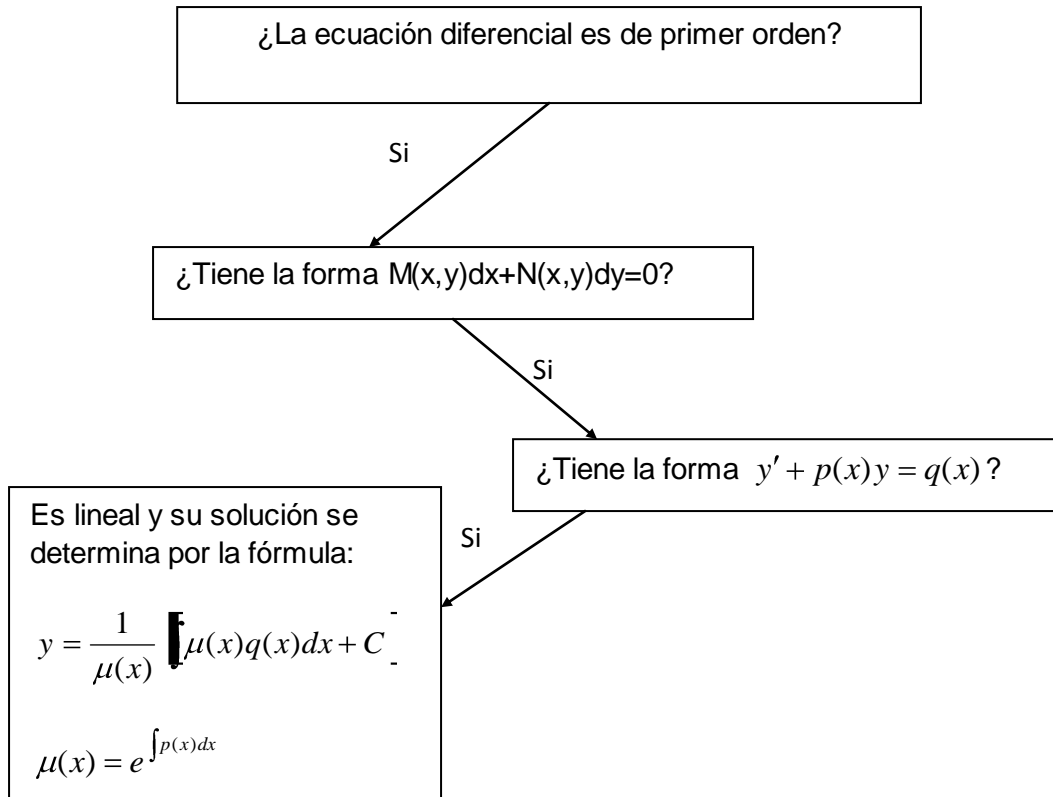 ¿La ecuación diferencial es de primer orden?
Si
¿Tiene la forma M(x,y)dx+N(x,y)dy=0?
Si
¿Tiene la forma y′ + p(x)y = q(x)?
Si
Es lineal y su solución se
determina por la fórmula:
y = 1/μ(x) [∫μ(x)q(x)dx + C]
μ(x) = e^∫p(x)dx